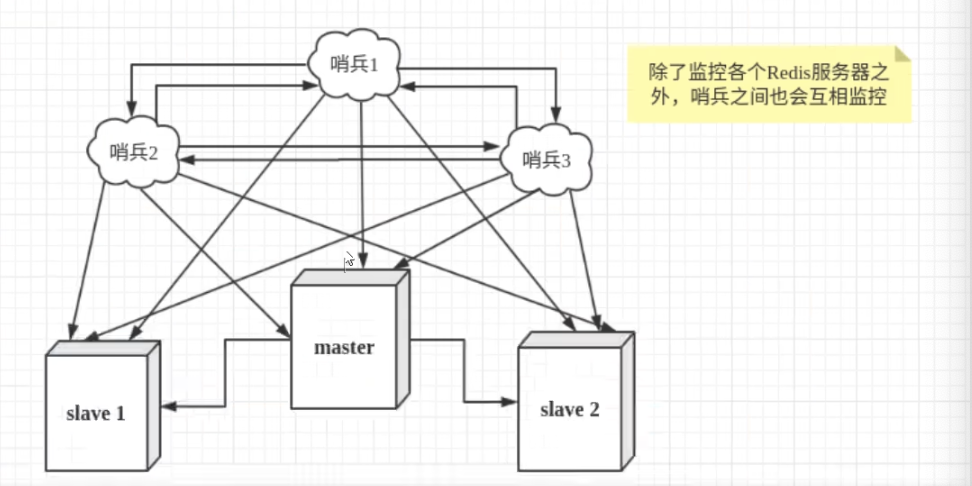 哨兵1
除了监控各个Redis服务器之
外，哨兵之间也会互相监控
哨兵2
哨兵3
master
slave 1
slave 2